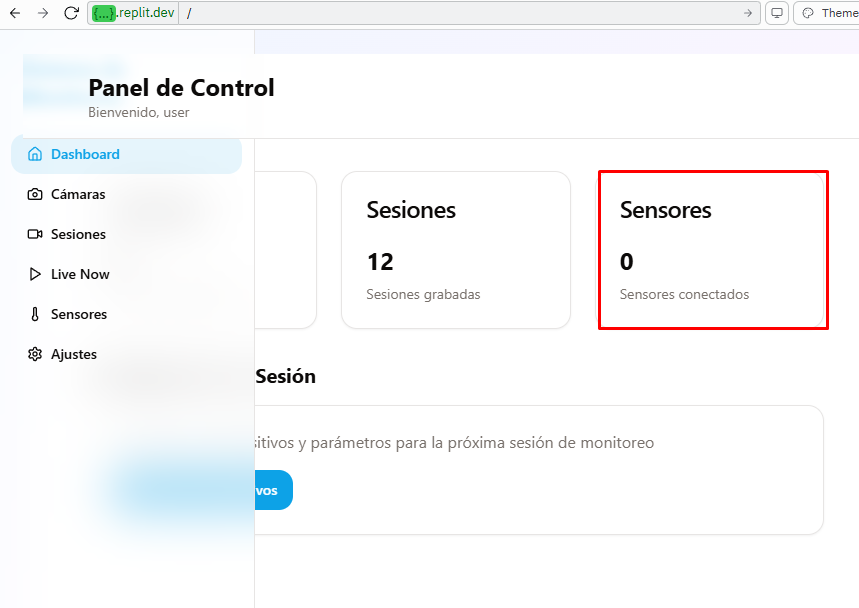 {...}.replit.dev /
Theme
Panel de Control
Bienvenido, user
Dashboard
Cámaras
Sesiones
Live Now
Sensores
Ajustes
Sesiones
12
Sesiones grabadas
Sensores
0
Sensores conectados
Sesión
sitivos y parámetros para la próxima sesión de monitoreo
vos